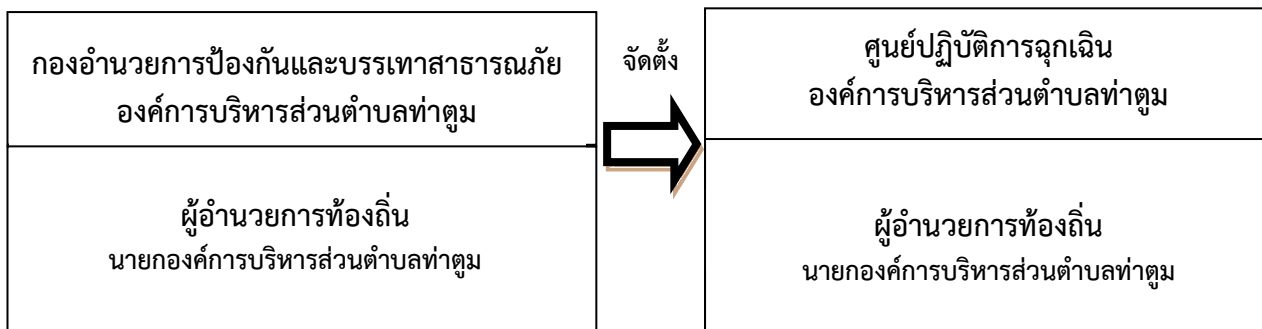 กองอำนวยการป้องกันและบรรเทาสาธารณภัย
องค์การบริหารส่วนตำบลท่าตูม
ผู้อำนวยการท้องถิ่น
นายกองค์การบริหารส่วนตำบลท่าตูม
จัดตั้ง
ศูนย์ปฏิบัติการฉุกเฉิน
องค์การบริหารส่วนตำบลท่าตูม
ผู้อำนวยการท้องถิ่น
นายกองค์การบริหารส่วนตำบลท่าตูม